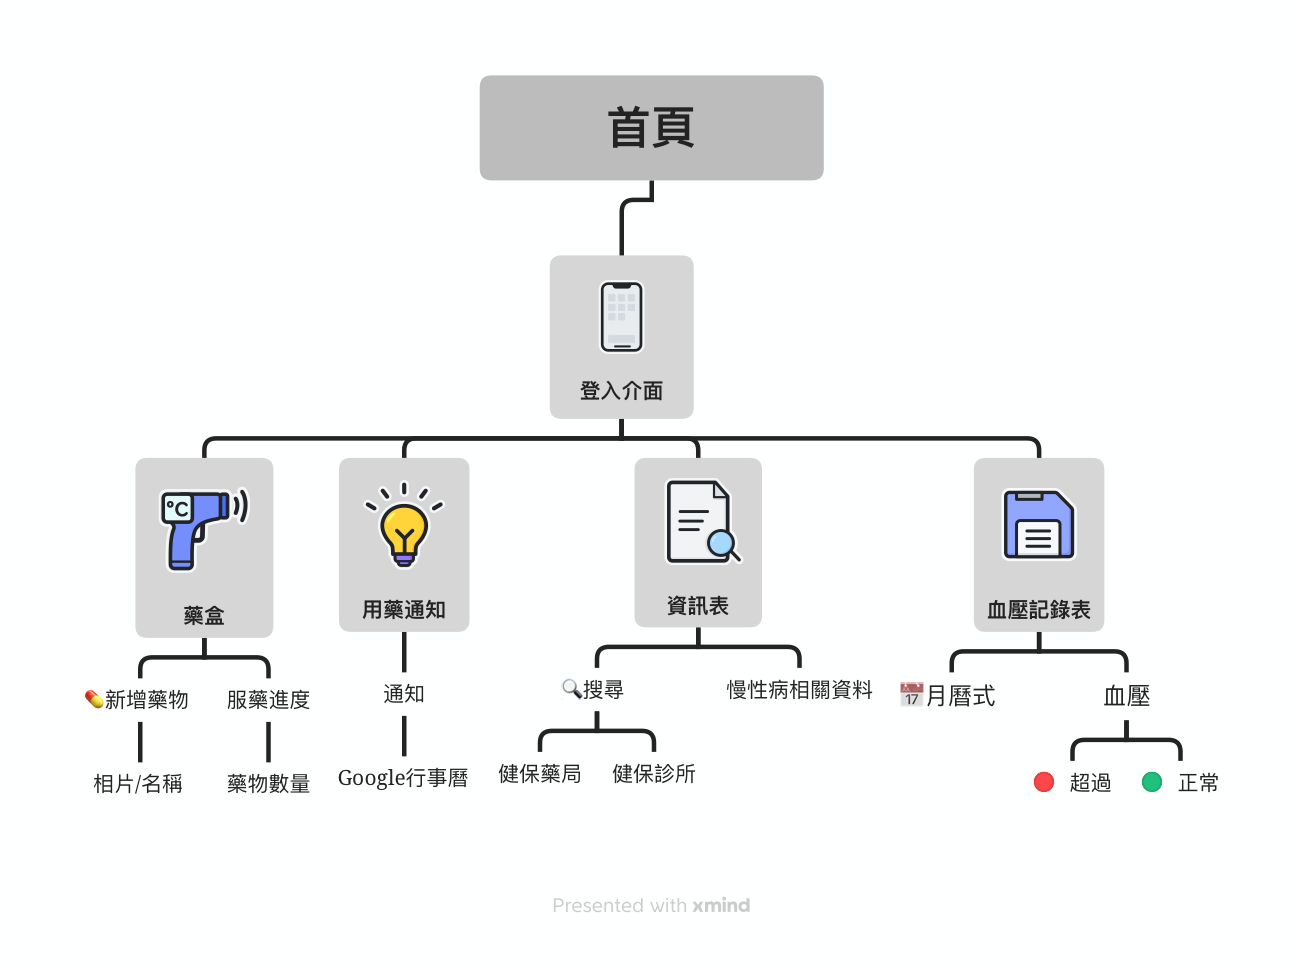 首頁
登入介面
°C
藥盒
用藥通知
資訊表
血壓記錄表
新增藥物
服藥進度
通知
搜尋
慢性病相關資料
17
月曆式
血壓
相片/名稱
藥物數量
Google行事曆
健保藥局
健保診所
超過
正常
Presented with xmind